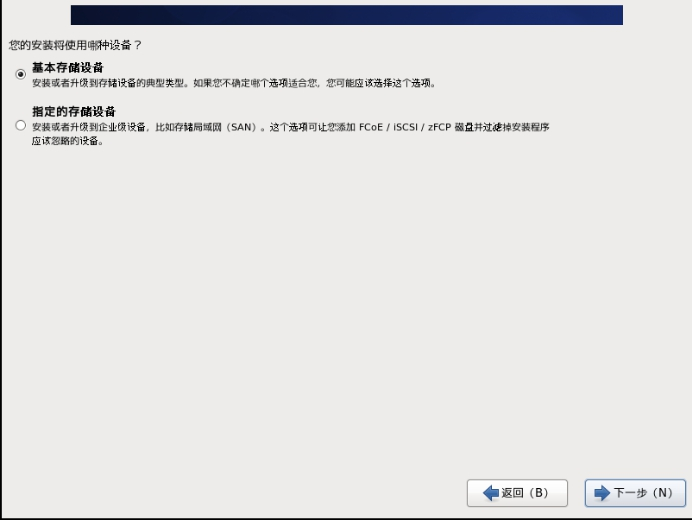 您的安装将使用哪种设备？
基本存储设备
安装或者升级到存储设备的典型类型。如果您不确定哪个选项适合您，您可能应该选择这个选项。
指定的存储设备
安装或者升级到企业级设备，比如存储局域网（SAN）。这个选项可让您添加 FCoE / iSCSI / zFCP 磁盘并过滤掉安装程序
应该忽略的设备。
返回（B）
下一步（N）